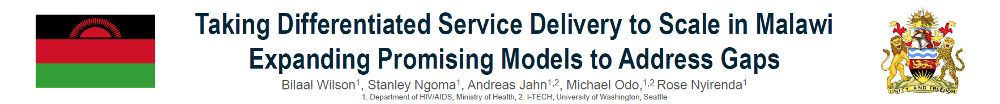 Taking Differentiated Service Delivery to Scale in Malawi
Expanding Promising Models to Address Gaps
Bilaal Wilson¹, Stanley Ngoma¹, Andreas Jahn¹,², Michael Odo,¹,² Rose Nyirenda¹
1. Department of HIV/AIDS, Ministry of Health, 2. I-TECH, University of Washington, Seattle
UNITY AND FREEDOM